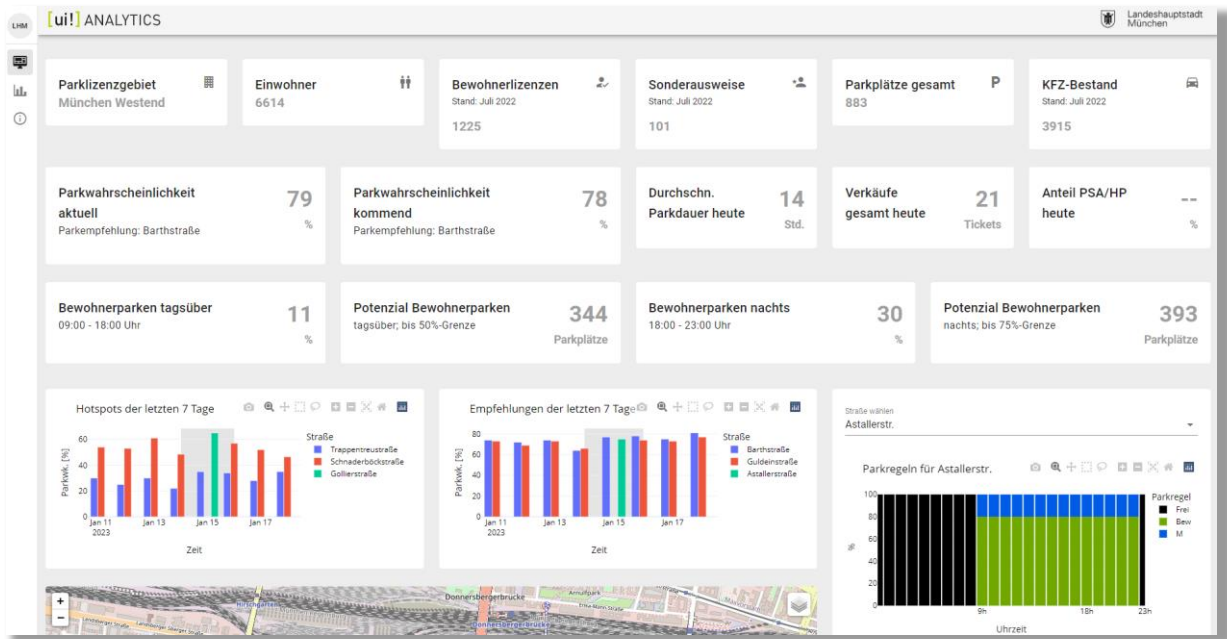 LHM
[ui!] ANALYTICS
Landeshauptstadt
München
Parklizenzgebiet
München Westend
Einwohner
6614
Bewohnerlizenzen
Stand: Juli 2022
1225
Sonderausweise
Stand: Juli 2022
101
Parkplätze gesamt
P
883
KFZ-Bestand
Stand: Juli 2022
3915
Parkwahrscheinlichkeit
aktuell
Parkempfehlung: Barthstraße
79
%
Parkwahrscheinlichkeit
kommend
Parkempfehlung: Barthstraße
78
%
Durchschn.
Parkdauer heute
14
Std.
Verkäufe
gesamt heute
21
Tickets
Anteil PSA/HP
heute
--
%
Bewohnerparken tagsüber
09:00 - 18:00 Uhr
11
%
Potenzial Bewohnerparken
tagsüber; bis 50%-Grenze
344
Parkplätze
Bewohnerparken nachts
18:00 - 23:00 Uhr
30
%
Potenzial Bewohnerparken
nachts; bis 75%-Grenze
393
Parkplätze
Hotspots der letzten 7 Tage
Parkwk. [%]
60
40
20
0
Jan 11
2023
Jan 13
Jan 15
Jan 17
Zeit
Straße
Trappentreustraße
Schnaderböckstraße
Gollierstraße
Empfehlungen der letzten 7 Tage
Parkwk. [%]
80
60
40
20
0
Jan 11
2023
Jan 13
Jan 15
Jan 17
Zeit
Straße
Barthstraße
Guldeinstraße
Astallerstraße
Straße wählen
Astallerstr.
Parkregeln für Astallerstr.
%
100
80
60
40
20
0
9h
18h
23h
Uhrzeit
Parkregel
Frei
Bew
M
+
−
Hirschgarten
Donnersbergerbrücke
Donnersbergerbrücke
Arnulfpark
Erika-Mann-Straße
Landsberger Straße